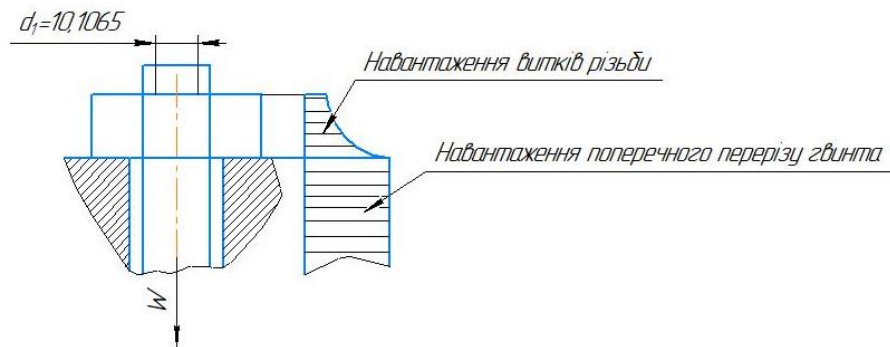 d₁=10,1065
Навантаження витків різьби
Навантаження поперечного перерізу гвинта
W